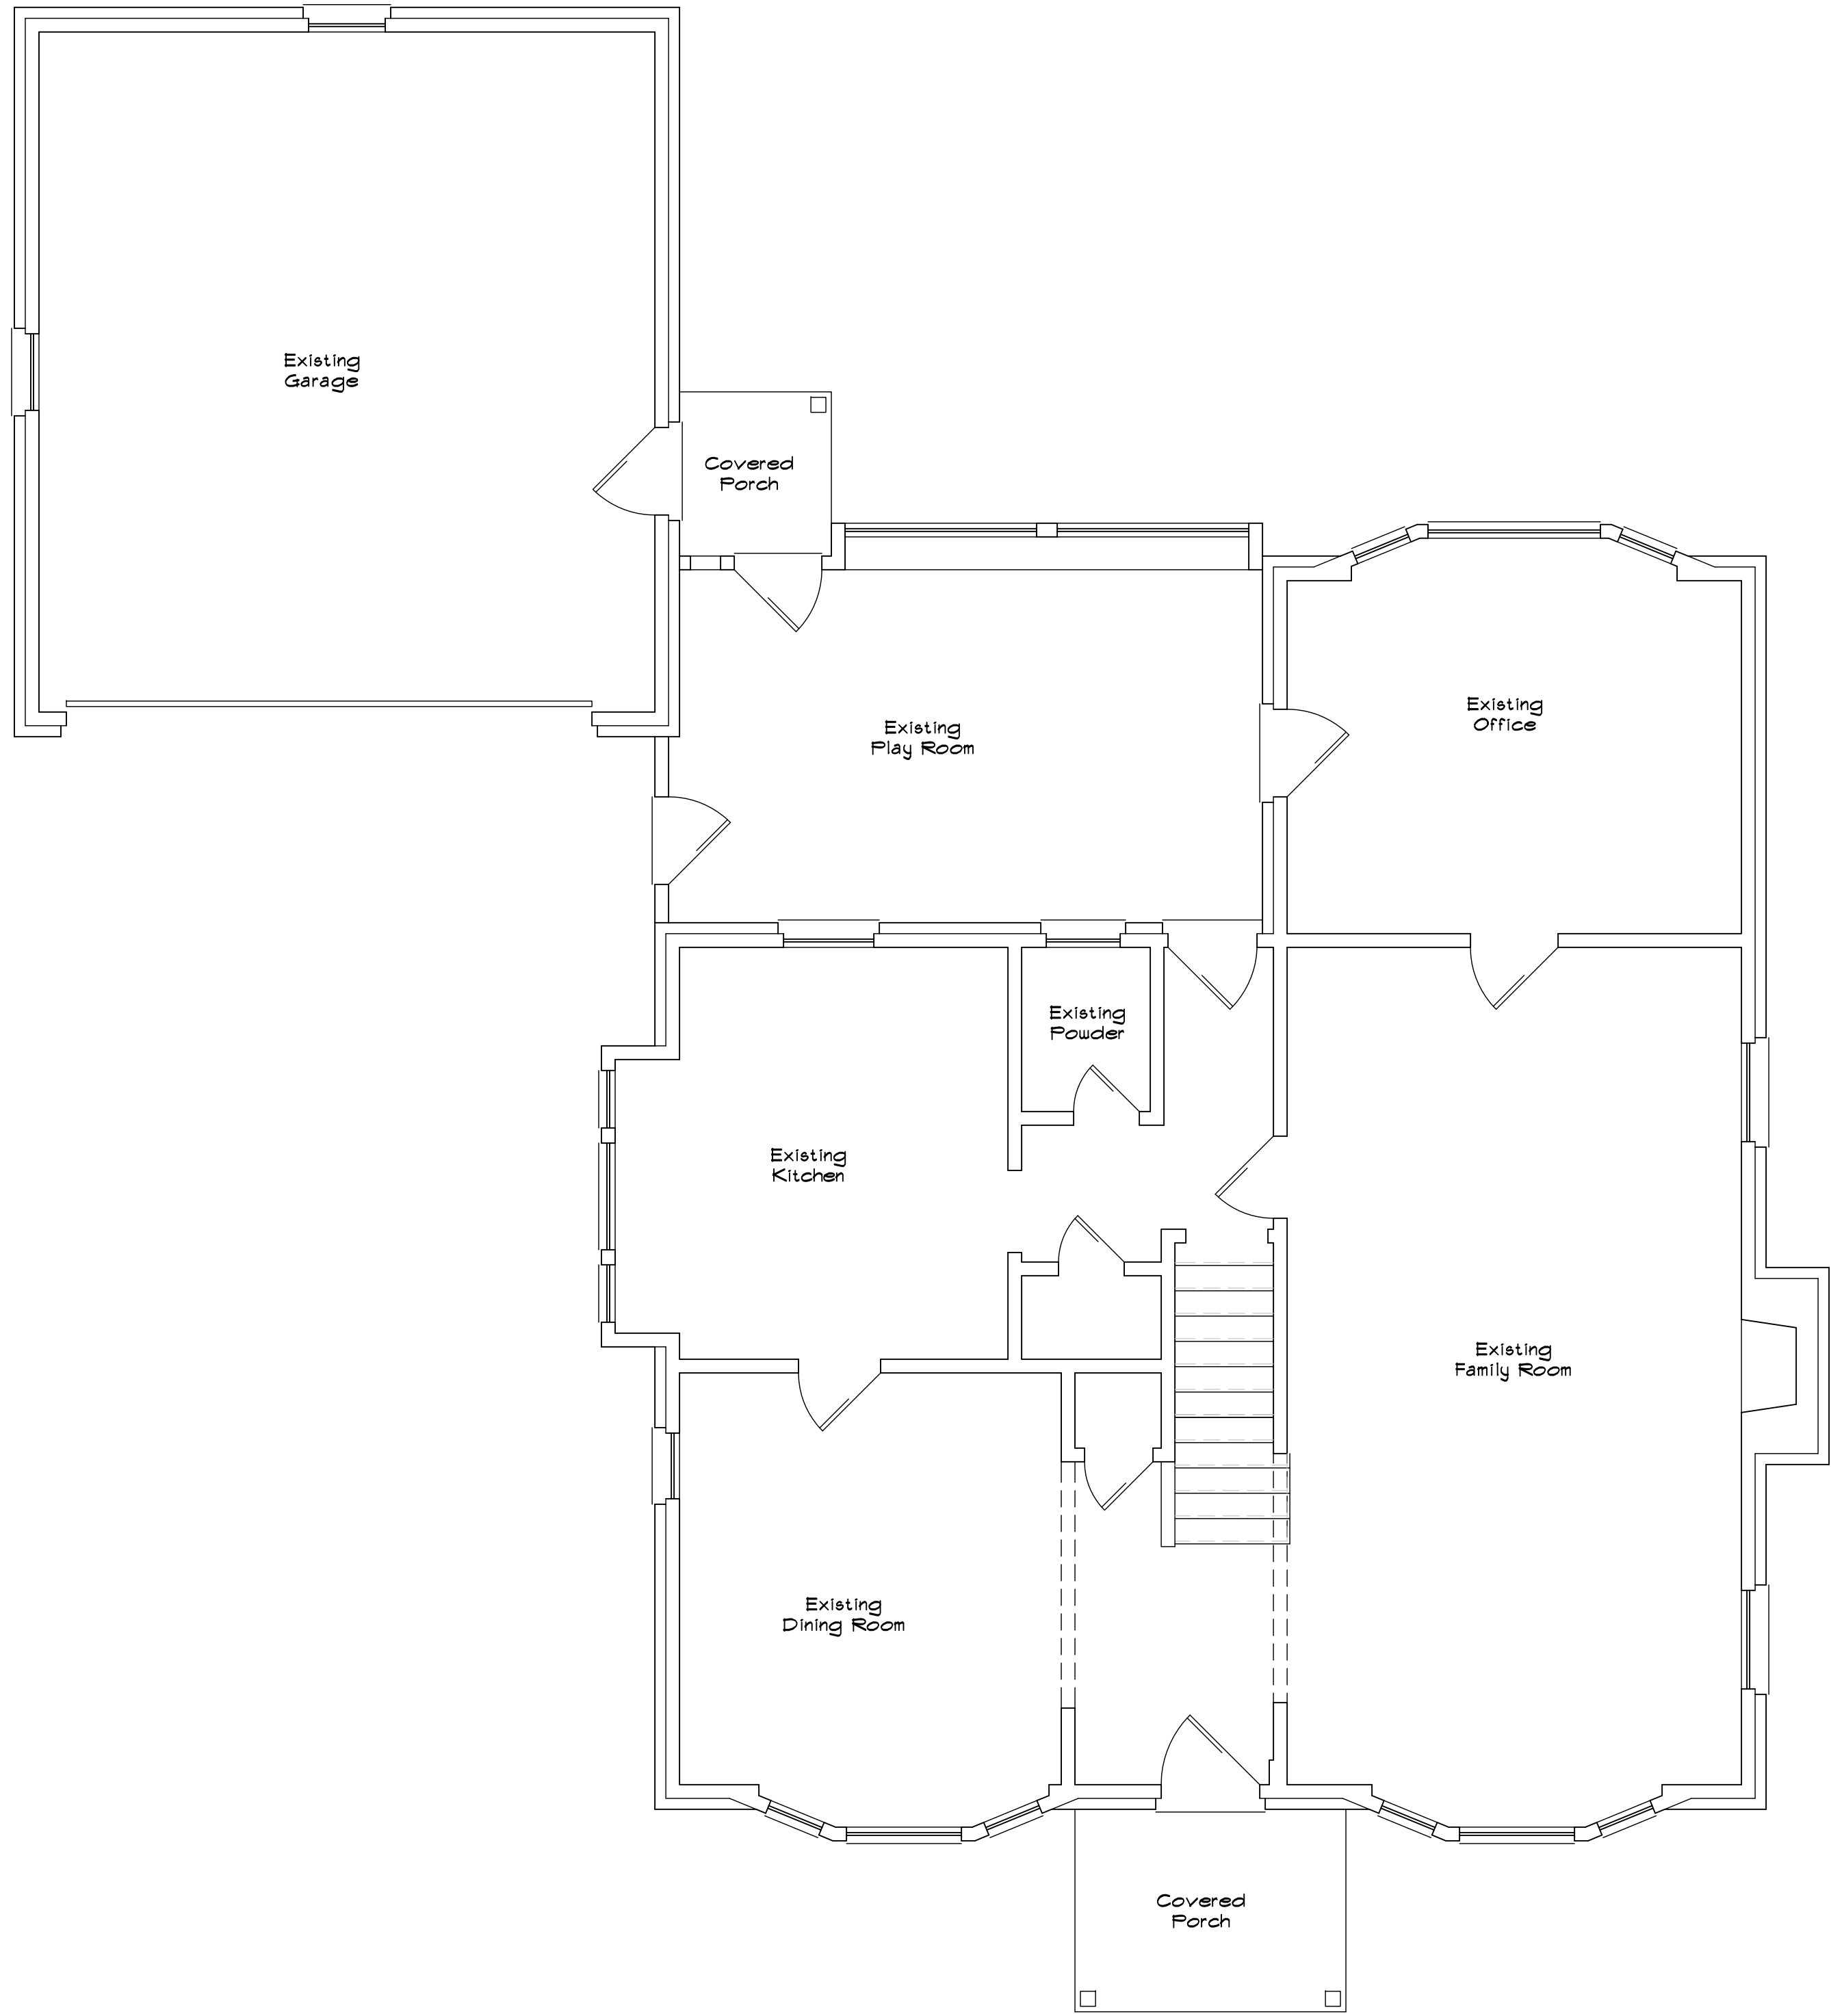 Existing
Garage
Covered
Porch
Existing
Office
Existing
Play Room
Existing
Powder
Existing
Kitchen
Existing
Family Room
Existing
Dining Room
Covered
Porch